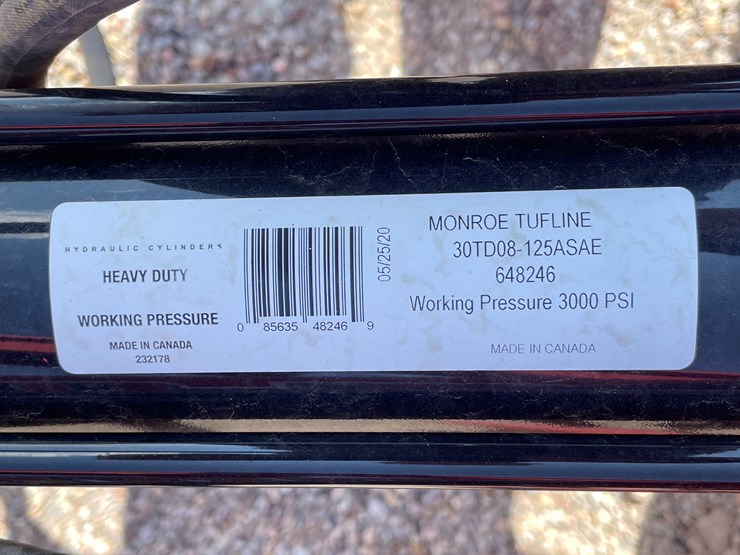 HYDRAULIC CYLINDERS
HEAVY DUTY
WORKING PRESSURE
MADE IN CANADA
232178
0 85635 48246 9
05/25/20
MONROE TUFLINE
30TD08-125ASAE
648246
Working Pressure 3000 PSI
MADE IN CANADA